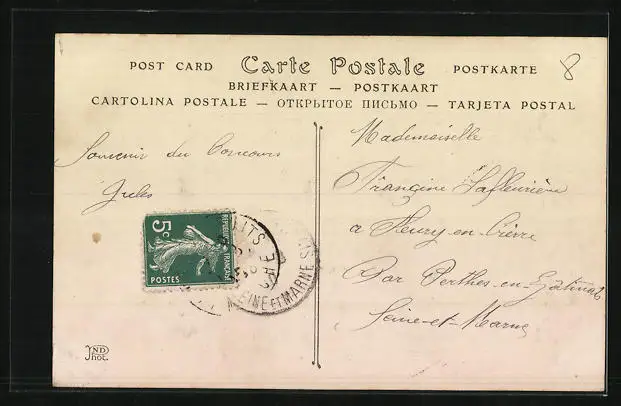 POST CARD Carte Postale POSTKARTE
8
BRIEFKAART — POSTKAART
CARTOLINA POSTALE — ОТКРЫТОЕ ПИСЬМО — TARJETA POSTAL
Souvenir du Concours
Jules
Mademoiselle
Francine Lafleurière
a Fleury-en-Bière
Par Perthes-en-Gâtinais
Seine-et-Marne
5c
REPUBLIQUE FRANÇAISE
POSTES
SEINE ET MARNE
ND
Phot.